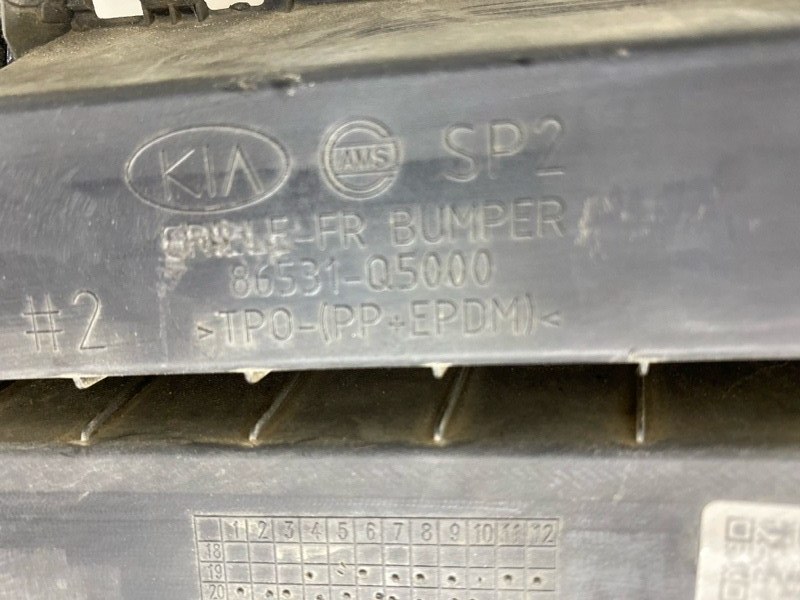 KIA AMS SP2
GRILLE-FR BUMPER
86531-Q5000
#2 >TPO-(PP+EPDM)<
1 2 3 4 5 6 7 8 9 10 11 12
18
19
20